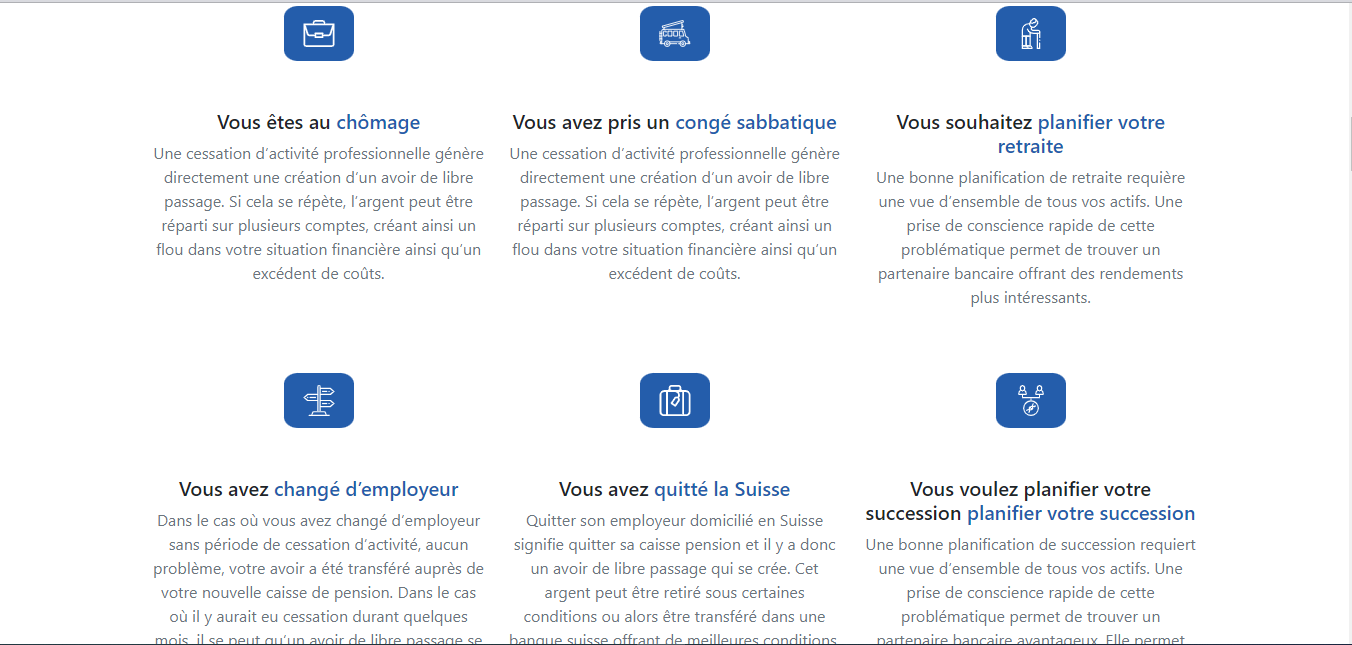 Vous êtes au chômage
Une cessation d’activité professionnelle génère
directement une création d’un avoir de libre
passage. Si cela se répète, l’argent peut être
réparti sur plusieurs comptes, créant ainsi un
flou dans votre situation financière ainsi qu’un
excédent de coûts.
Vous avez pris un congé sabbatique
Une cessation d’activité professionnelle génère
directement une création d’un avoir de libre
passage. Si cela se répète, l’argent peut être
réparti sur plusieurs comptes, créant ainsi un
flou dans votre situation financière ainsi qu’un
excédent de coûts.
Vous souhaitez planifier votre
retraite
Une bonne planification de retraite requière
une vue d’ensemble de tous vos actifs. Une
prise de conscience rapide de cette
problématique permet de trouver un
partenaire bancaire offrant des rendements
plus intéressants.
Vous avez changé d’employeur
Dans le cas où vous avez changé d’employeur
sans période de cessation d’activité, aucun
problème, votre avoir a été transféré auprès de
votre nouvelle caisse de pension. Dans le cas
où il y aurait eu cessation durant quelques
mois, il se peut qu’un avoir de libre passage se
Vous avez quitté la Suisse
Quitter son employeur domicilié en Suisse
signifie quitter sa caisse pension et il y a donc
un avoir de libre passage qui se crée. Cet
argent peut être retiré sous certaines
conditions ou alors être transféré dans une
banque suisse offrant de meilleures conditions
Vous voulez planifier votre
succession planifier votre succession
Une bonne planification de succession requiert
une vue d’ensemble de tous vos actifs. Une
prise de conscience rapide de cette
problématique permet de trouver un
partenaire bancaire avantageux. Elle permet